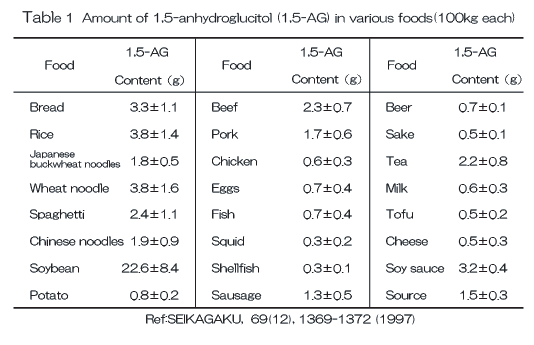 Table 1 Amount of 1,5-anhydroglucitol (1,5-AG) in various foods(100kg each)
Food 1,5-AG Content (g) Food 1,5-AG Content (g) Food 1,5-AG Content (g)
Bread 3.3±1.1 Beef 2.3±0.7 Beer 0.7±0.1
Rice 3.8±1.4 Pork 1.7±0.6 Sake 0.5±0.1
Japanese
buckwheat noodles 1.8±0.5 Chicken 0.6±0.3 Tea 2.2±0.8
Wheat noodle 3.8±1.6 Eggs 0.7±0.4 Milk 0.6±0.3
Spaghetti 2.4±1.1 Fish 0.7±0.4 Tofu 0.5±0.2
Chinese noodles 1.9±0.9 Squid 0.3±0.2 Cheese 0.5±0.3
Soybean 22.6±8.4 Shellfish 0.3±0.1 Soy sauce 3.2±0.4
Potato 0.8±0.2 Sausage 1.3±0.5 Source 1.5±0.3
Ref:SEIKAGAKU, 69(12), 1369-1372 (1997)